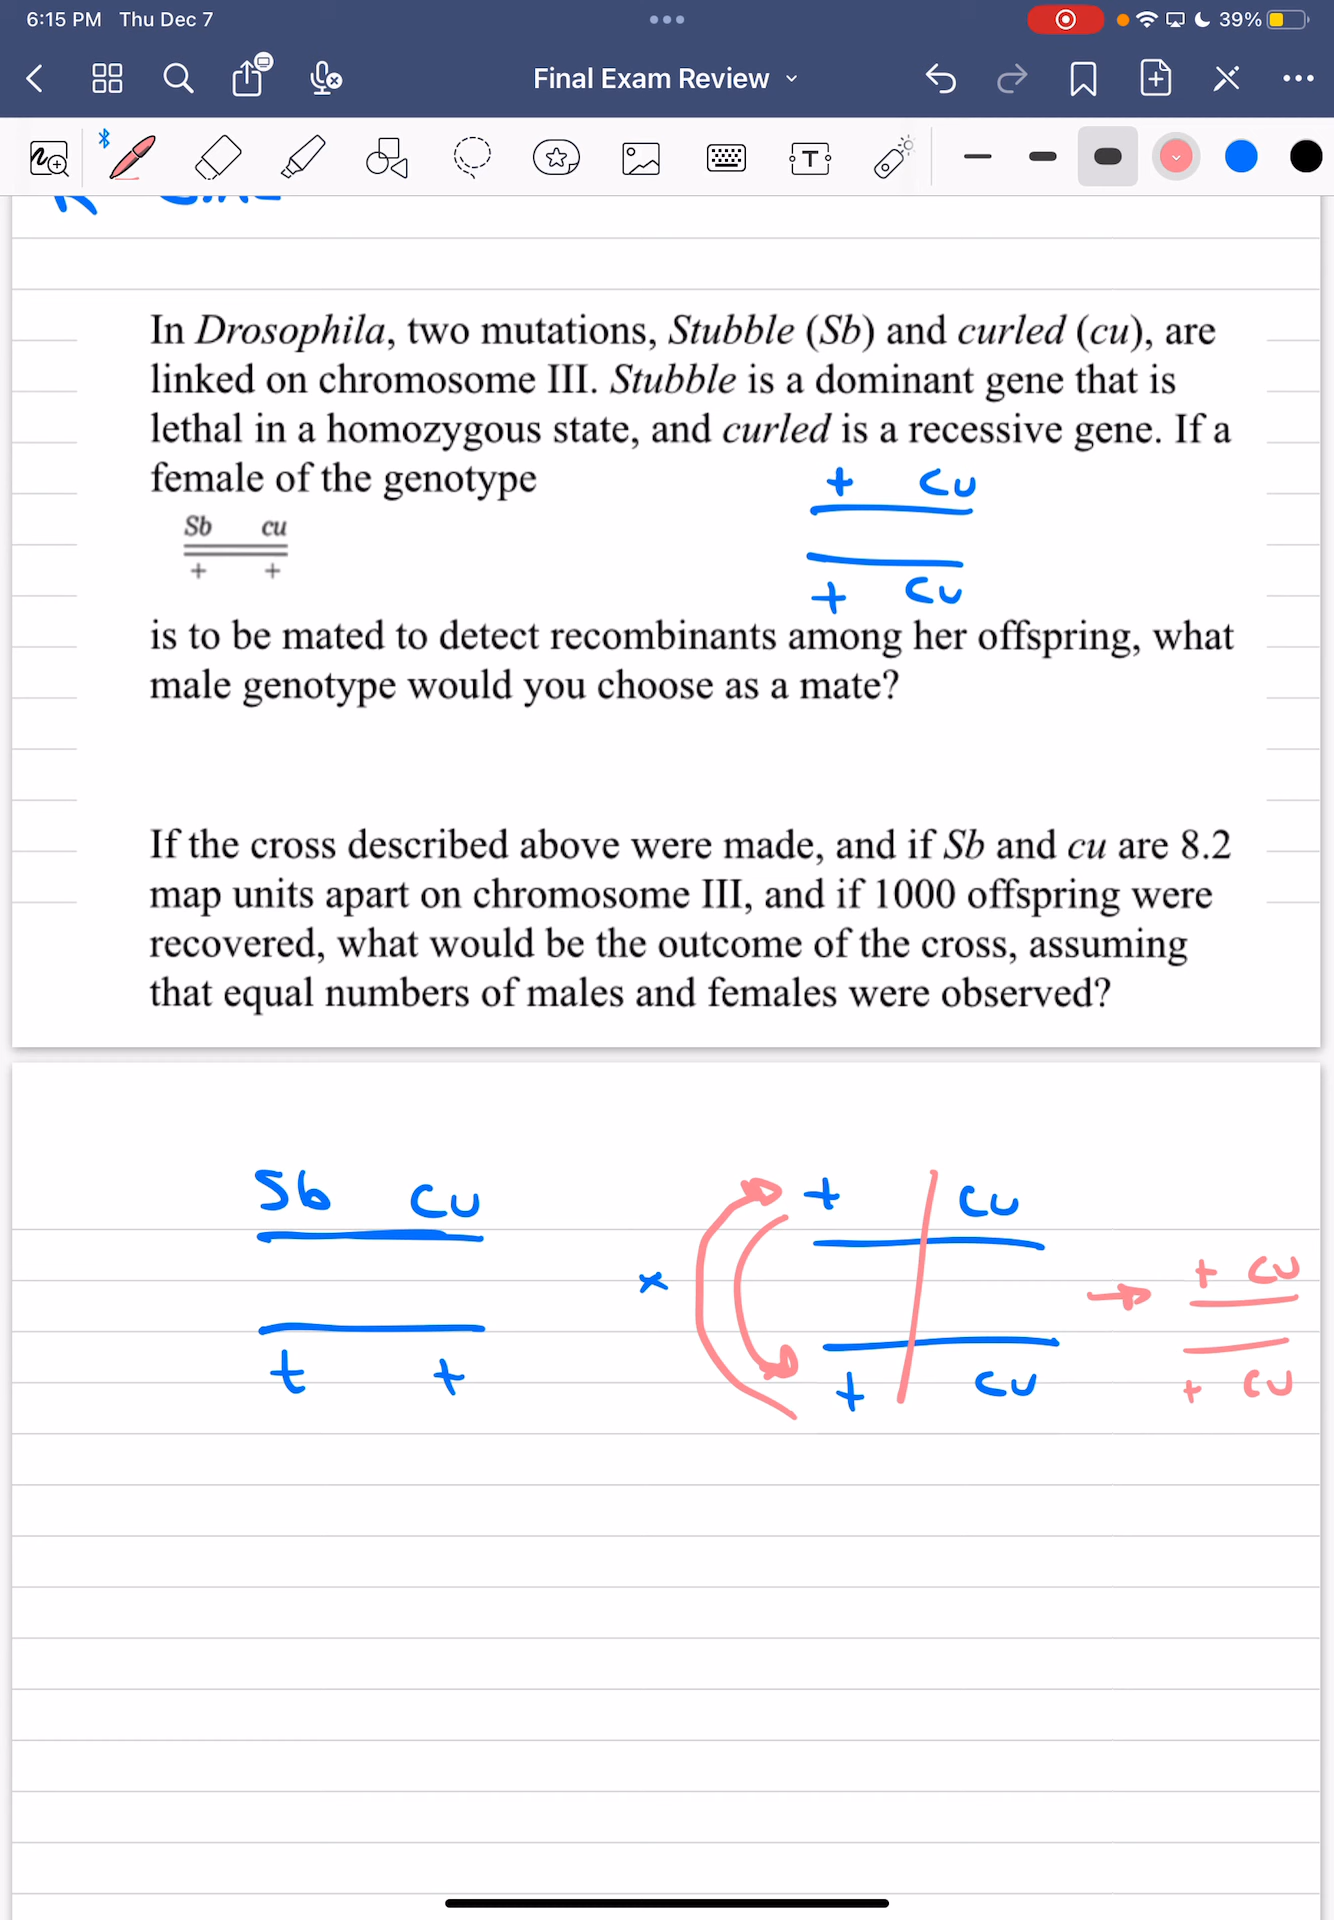 6:15 PM Thu Dec 7
39%
Final Exam Review
T
In Drosophila, two mutations, Stubble (Sb) and curled (cu), are
linked on chromosome III. Stubble is a dominant gene that is
lethal in a homozygous state, and curled is a recessive gene. If a
female of the genotype
+ cu
Sb cu
+ +
+ cu
is to be mated to detect recombinants among her offspring, what
male genotype would you choose as a mate?
If the cross described above were made, and if Sb and cu are 8.2
map units apart on chromosome III, and if 1000 offspring were
recovered, what would be the outcome of the cross, assuming
that equal numbers of males and females were observed?
Sb cu + cu
+ cu
x
+ + + cu
+ cu